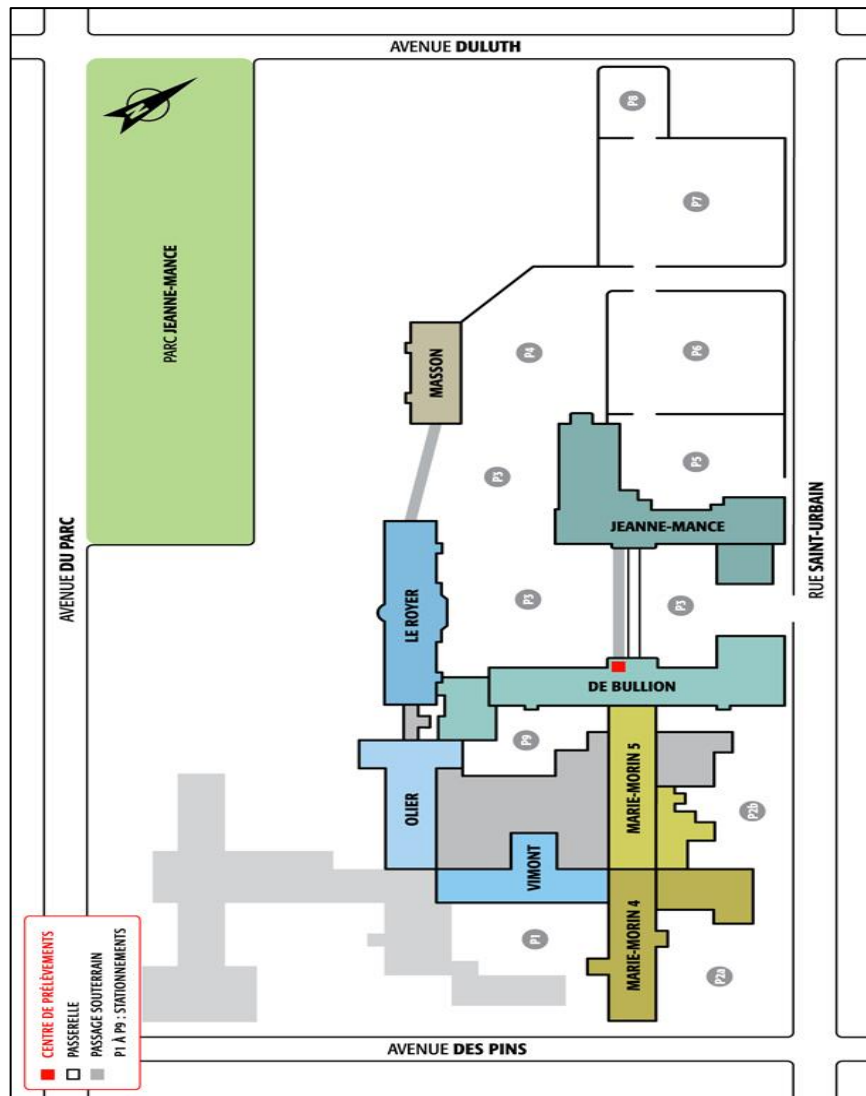 AVENUE DULUTH
N
PARC JEANNE-MANCE
AVENUE DU PARC
RUE SAINT-URBAIN
P8
P7
P6
P4
MASSON
P5
P3
JEANNE-MANCE
LE ROYER
P3
P3
DE BULLION
P9
OLIER
MARIE-MORIN 5
P2b
VIMONT
MARIE-MORIN 4
P1
P2a
CENTRE DE PRÉLÈVEMENTS
PASSERELLE
PASSAGE SOUTERRAIN
P1 À P9 : STATIONNEMENTS
AVENUE DES PINS